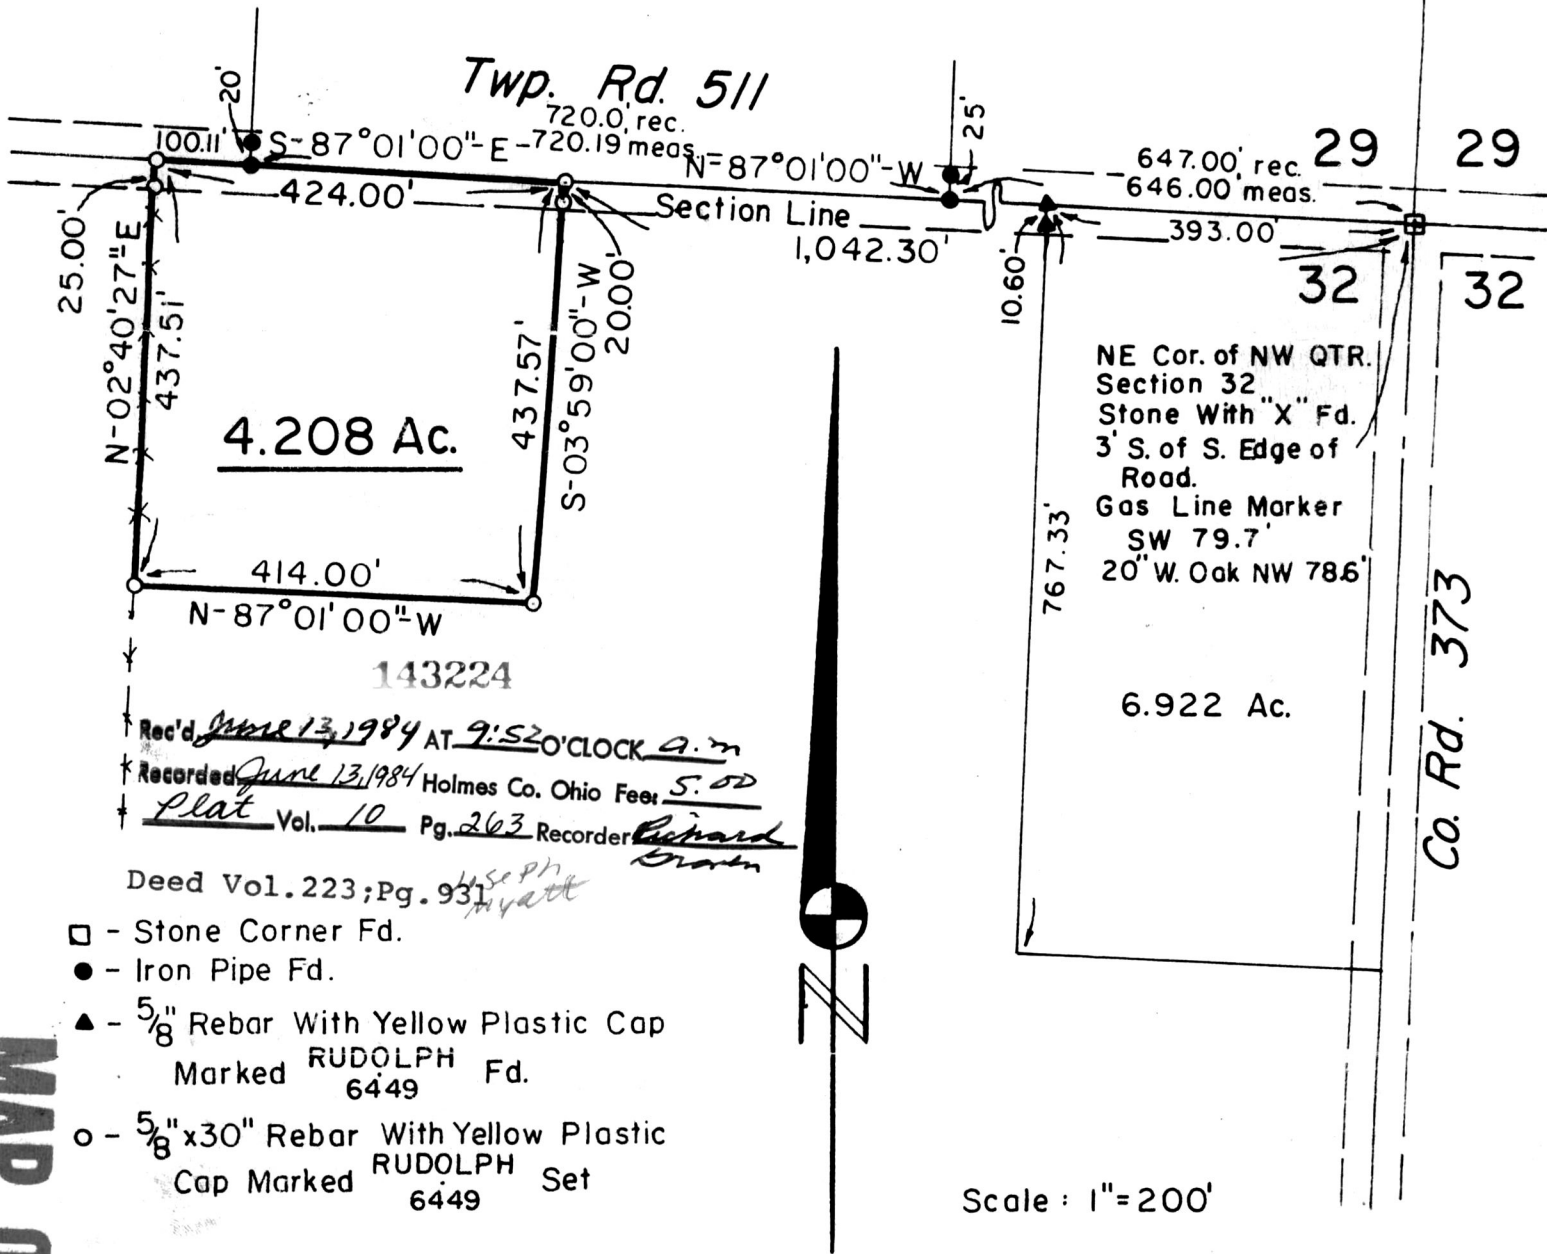 Twp. Rd. 511
20'
25'
720.0' rec.
100.11' S-87°01'00"-E -720.19 meas.
N-87°01'00"-W
647.00' rec.
646.00 meas.
29 29
424.00'
Section Line
1,042.30'
393.00'
32 32
25.00'
N-02°40'27"-E
437.51'
437.57'
S-03°59'00"-W
20.00'
10.60'
4.208 Ac.
414.00'
N-87°01'00"-W
NE Cor. of NW QTR.
Section 32
Stone With "X" Fd.
3' S. of S. Edge of
Road.
Gas Line Marker
SW 79.7'
20" W. Oak NW 78.6'
767.33'
6.922 Ac.
Co. Rd. 373
143224
Rec'd June 13, 1984 AT 9:52 O'CLOCK a.m
Recorded June 13, 1984 Holmes Co. Ohio Fee: 5.00
Plat Vol. 10 Pg. 263 Recorder Richard
Deed Vol.223;Pg.931
Joseph
Myatt
□ - Stone Corner Fd.
● - Iron Pipe Fd.
▲ - 5/8" Rebar With Yellow Plastic Cap
Marked RUDOLPH 6449 Fd.
○ - 5/8"x30" Rebar With Yellow Plastic
Cap Marked RUDOLPH 6449 Set
N
Scale : 1"=200'
MAP